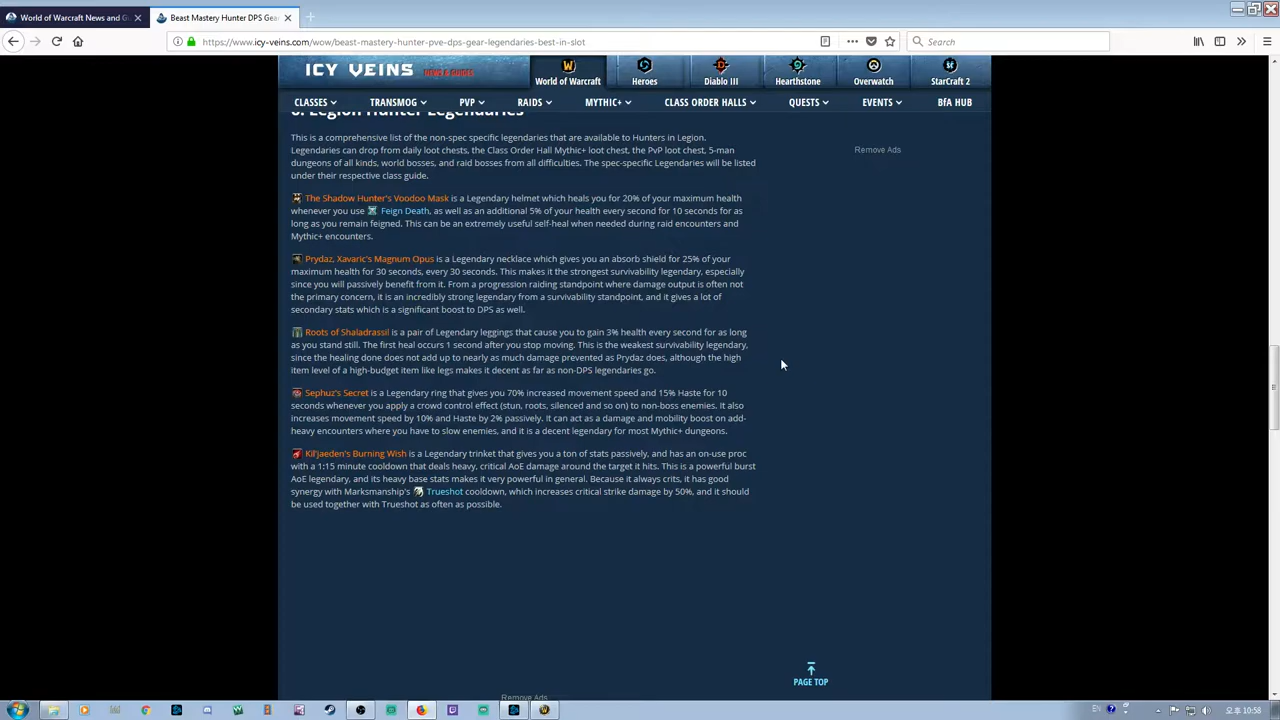 World of Warcraft News and Gu
Beast Mastery Hunter DPS Gea
https://www.icy-veins.com/wow/beast-mastery-hunter-pve-dps-gear-legendaries-best-in-slot
Search
ICY VEINS NEWS & GUIDES
World of Warcraft
Heroes
Diablo III
Hearthstone
Overwatch
StarCraft 2
CLASSES
TRANSMOG
PVP
RAIDS
MYTHIC+
CLASS ORDER HALLS
QUESTS
EVENTS
BfA HUB
Legion Hunter Legendaries
This is a comprehensive list of the non-spec specific legendaries that are available to Hunters in Legion.
Legendaries can drop from daily loot chests, the Class Order Hall Mythic+ loot chest, the PvP loot chest, 5-man
dungeons of all kinds, world bosses, and raid bosses from all difficulties. The spec-specific Legendaries will be listed
under their respective class guide.
Remove Ads
The Shadow Hunter's Voodoo Mask is a Legendary helmet which heals you for 20% of your maximum health
whenever you use Feign Death, as well as an additional 5% of your health every second for 10 seconds for as
long as you remain feigned. This can be an extremely useful self-heal when needed during raid encounters and
Mythic+ encounters.
Prydaz, Xavaric's Magnum Opus is a Legendary necklace which gives you an absorb shield for 25% of your
maximum health for 30 seconds, every 30 seconds. This makes it the strongest survivability legendary, especially
since you will passively benefit from it. From a progression raiding standpoint where damage output is often not
the primary concern, it is an incredibly strong legendary from a survivability standpoint, and it gives a lot of
secondary stats which is a significant boost to DPS as well.
Roots of Shaladrassil is a pair of Legendary leggings that cause you to gain 3% health every second for as long
as you stand still. The first heal occurs 1 second after you stop moving. This is the weakest survivability legendary,
since the healing done does not add up to nearly as much damage prevented as Prydaz does, although the high
item level of a high-budget item like legs makes it decent as far as non-DPS legendaries go.
Sephuz's Secret is a Legendary ring that gives you 70% increased movement speed and 15% Haste for 10
seconds whenever you apply a crowd control effect (stun, roots, silenced and so on) to non-boss enemies. It also
increases movement speed by 10% and Haste by 2% passively. It can act as a damage and mobility boost on add-
heavy encounters where you have to slow enemies, and it is a decent legendary for most Mythic+ dungeons.
Kil'jaeden's Burning Wish is a Legendary trinket that gives you a ton of stats passively, and has an on-use proc
with a 1:15 minute cooldown that deals heavy, critical AoE damage around the target it hits. This is a powerful burst
AoE legendary, and its heavy base stats makes it very powerful in general. Because it always crits, it has good
synergy with Marksmanship's Trueshot cooldown, which increases critical strike damage by 50%, and it should
be used together with Trueshot as often as possible.
PAGE TOP
Remove Ads
EN
오후 10:58